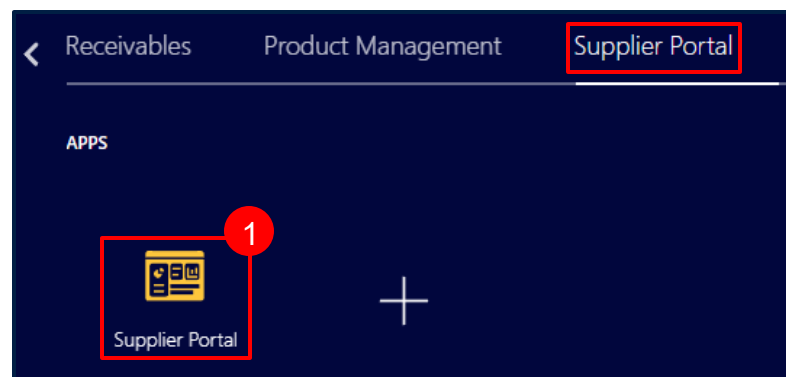 Receivables Product Management Supplier Portal
APPS
1
Supplier Portal